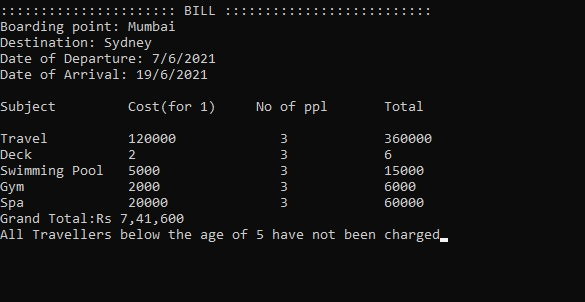 :::::::::::::::::::::: BILL ::::::::::::::::::::::::::
Boarding point: Mumbai
Destination: Sydney
Date of Departure: 7/6/2021
Date of Arrival: 19/6/2021
Subject Cost(for 1) No of ppl Total
Travel 120000 3 360000
Deck 2 3 6
Swimming Pool 5000 3 15000
Gym 2000 3 6000
Spa 20000 3 60000
Grand Total:Rs 7,41,600
All Travellers below the age of 5 have not been charged